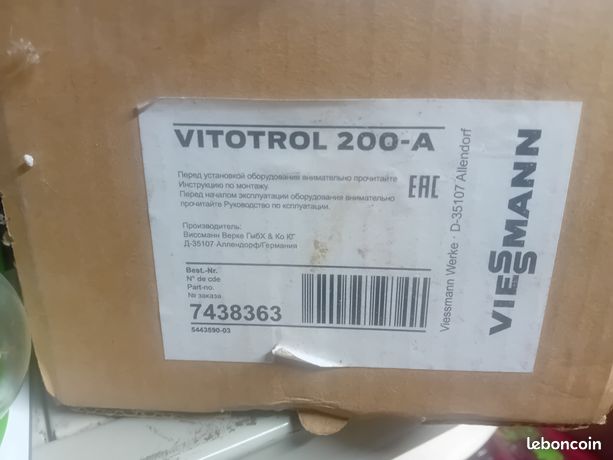 VITOTROL 200-A
Перед установкой оборудования внимательно прочитайте
Инструкцию по монтажу.
Перед началом эксплуатации оборудования внимательно
прочитайте Руководство по ксплуатации.
EAC
Производитель:
Виссманн Верке ГмбХ & Ко КГ
Д-35107 Аллендорф/Германия
Best.-Nr.
N° de cde
Part-no.
№ заказа
7438363
5443590-03
Viessmann Werke · D-35107 Allendorf
VIESSMANN
leboncoin